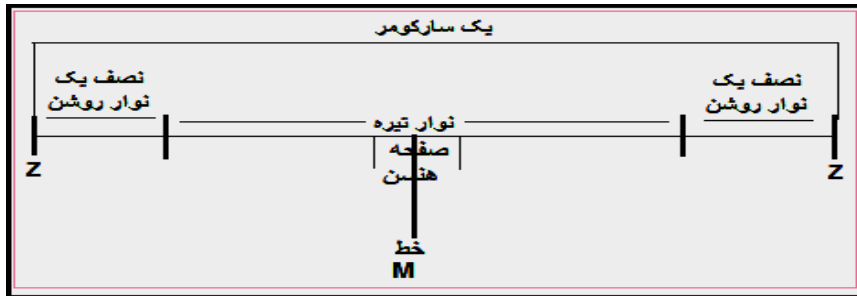 یک سارکومر
نصف یک
نوار روشن
نصف یک
نوار روشن
نوار تیره
صفحه
هنسن
Z
Z
خط
M